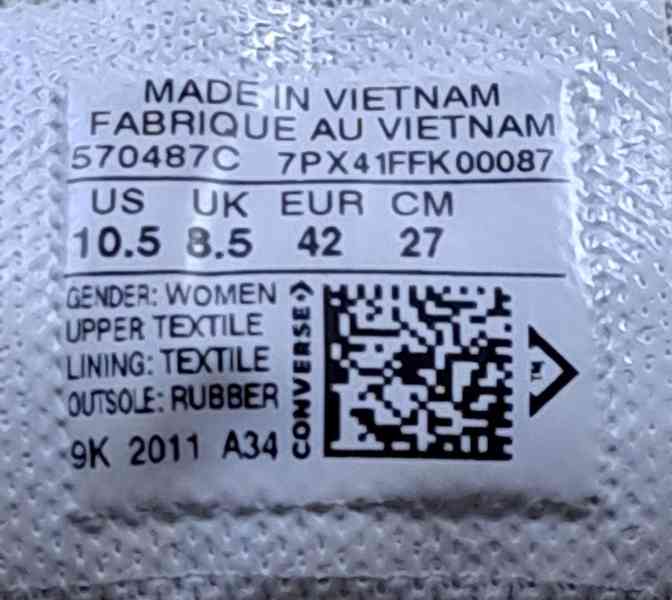 MADE IN VIETNAM
FABRIQUE AU VIETNAM
570487C 7PX41FFK00087
US UK EUR CM
10.5 8.5 42 27
GENDER: WOMEN
UPPER TEXTILE
LINING: TEXTILE
OUTSOLE: RUBBER
9K 2011 A34
CONVERSE
TM